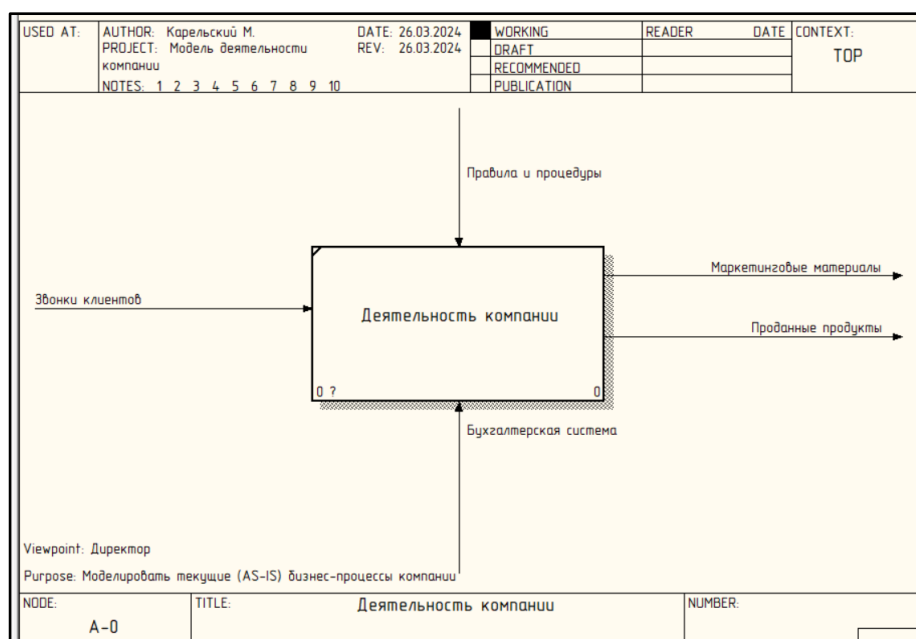 USED AT:
AUTHOR: Карельский М.
DATE: 26.03.2024
PROJECT: Модель деятельности
REV: 26.03.2024
компании
NOTES: 1 2 3 4 5 6 7 8 9 10
WORKING
DRAFT
RECOMMENDED
PUBLICATION
READER DATE
CONTEXT:
TOP
Правила и процедуры
Маркетинговые материалы
Звонки клиентов
Деятельность компании
Проданные продукты
0 ?
0
Бухгалтерская система
Viewpoint: Директор
Purpose: Моделировать текущие (AS-IS) бизнес-процессы компании
NODE:
A-0
TITLE:
Деятельность компании
NUMBER: